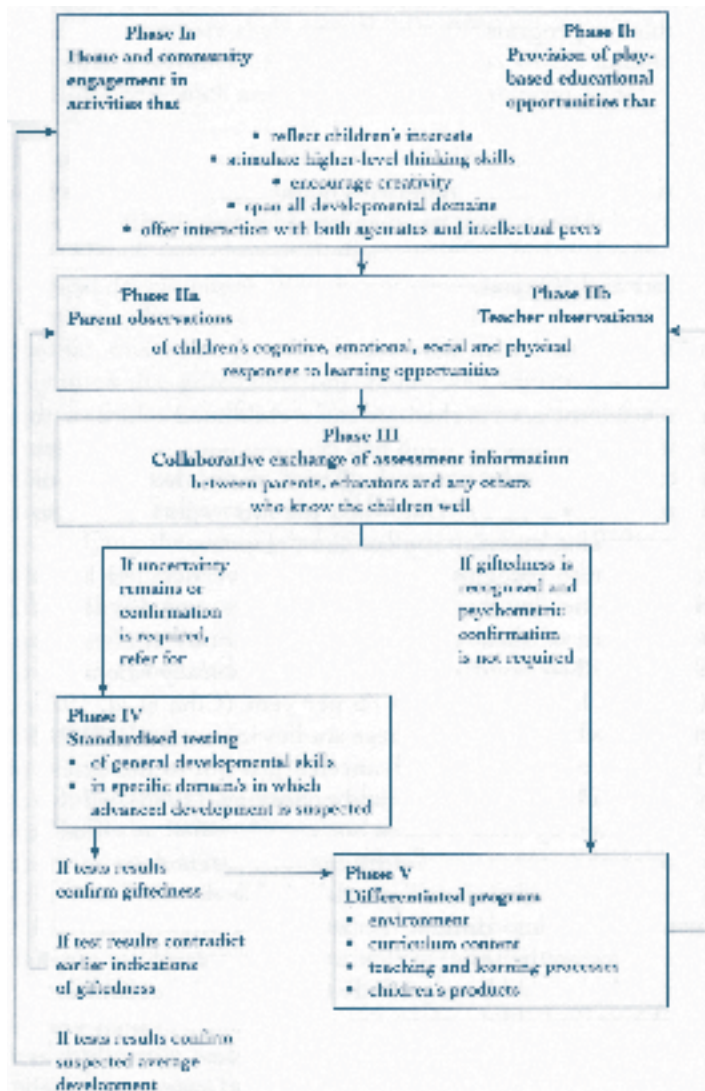 Phase Ia
Home and community
engagement in
activities that
Phase Ib
Provision of play-
based educational
opportunities that
• reflect children's interests
• stimulate higher-level thinking skills
• encourage creativity
• span all developmental domains
• offer interaction with both agemates and intellectual peers
Phase IIa
Parent observations
Phase IIb
Teacher observations
of children's cognitive, emotional, social and physical
responses to learning opportunities
Phase III
Collaborative exchange of assessment information
between parents, educators and any others
who know the children well
If uncertainty
remains or
confirmation
is required,
refer for
If giftedness is
recognised and
psychometric
confirmation
is not required
Phase IV
Standardised testing
• of general developmental skills
• in specific domain/s in which
advanced development is suspected
If tests results
confirm giftedness
If test results contradict
earlier indications
of giftedness
If tests results confirm
suspected average
development
Phase V
Differentinted program
• environment
• curriculum content
• teaching and learning processes
• children's products